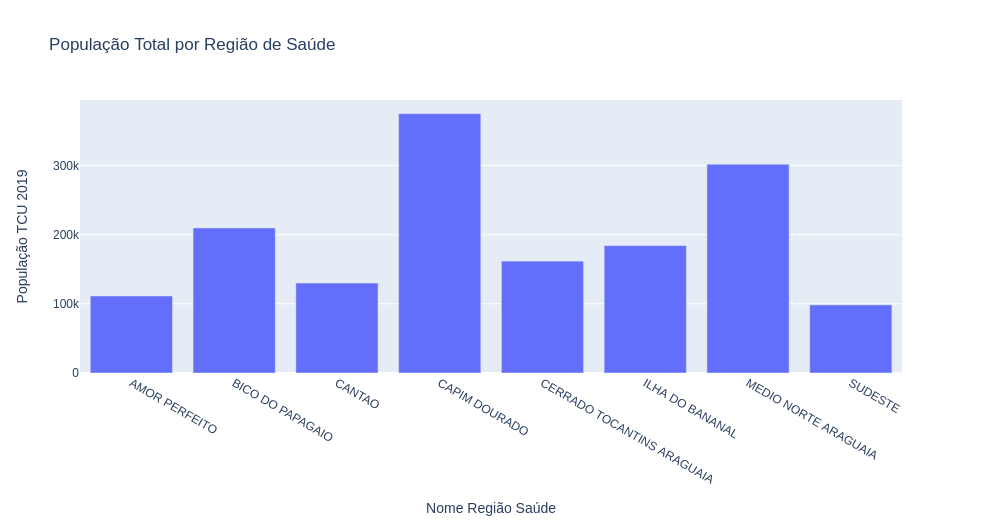 População Total por Região de Saúde
População TCU 2019
300k
200k
100k
0
AMOR PERFEITO
BICO DO PAPAGAIO
CANTAO
CAPIM DOURADO
CERRADO TOCANTINS ARAGUAIA
ILHA DO BANANAL
MEDIO NORTE ARAGUAIA
SUDESTE
Nome Região Saúde